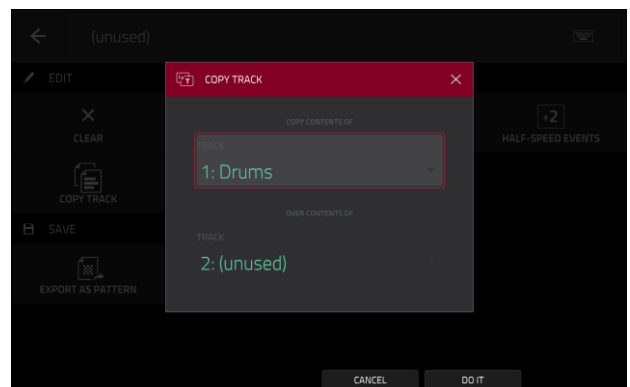 (unused)
EDIT
COPY TRACK
COPY CONTENTS OF
TRACK
1: Drums
OVER CONTENTS OF
TRACK
2: (unused)
CLEAR
÷2
HALF-SPEED EVENTS
COPY TRACK
SAVE
EXPORT AS PATTERN
CANCEL
DO IT